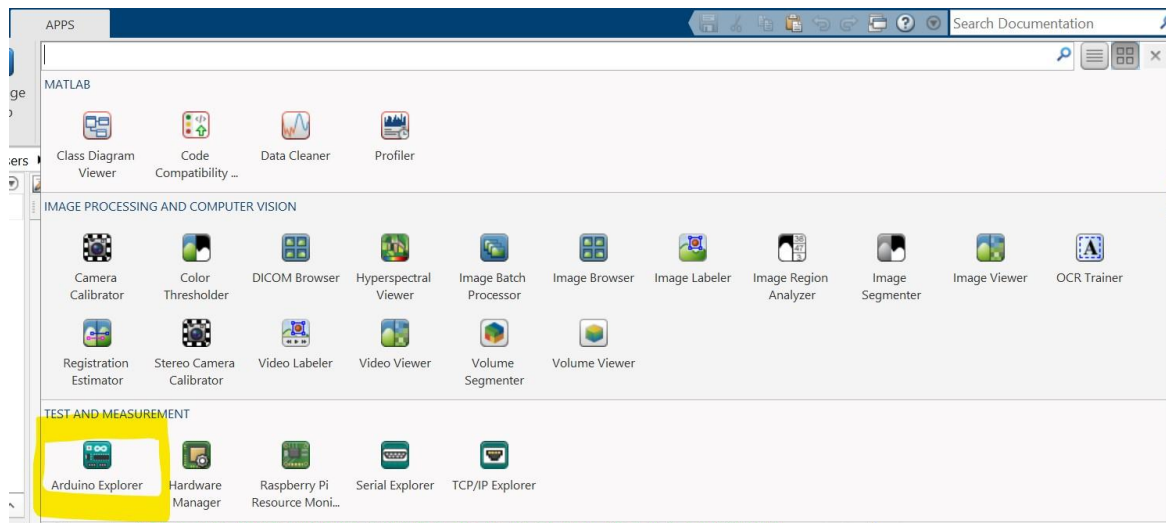 APPS
Search Documentation
ge
MATLAB
sers
Class Diagram
Viewer
Code
Compatibility ...
Data Cleaner
Profiler
IMAGE PROCESSING AND COMPUTER VISION
Camera
Calibrator
Color
Thresholder
DICOM Browser
Hyperspectral
Viewer
Image Batch
Processor
Image Browser
Image Labeler
Image Region
Analyzer
Image
Segmenter
Image Viewer
OCR Trainer
Registration
Estimator
Stereo Camera
Calibrator
Video Labeler
Video Viewer
Volume
Segmenter
Volume Viewer
TEST AND MEASUREMENT
Arduino Explorer
Hardware
Manager
Raspberry Pi
Resource Moni...
Serial Explorer
TCP/IP Explorer